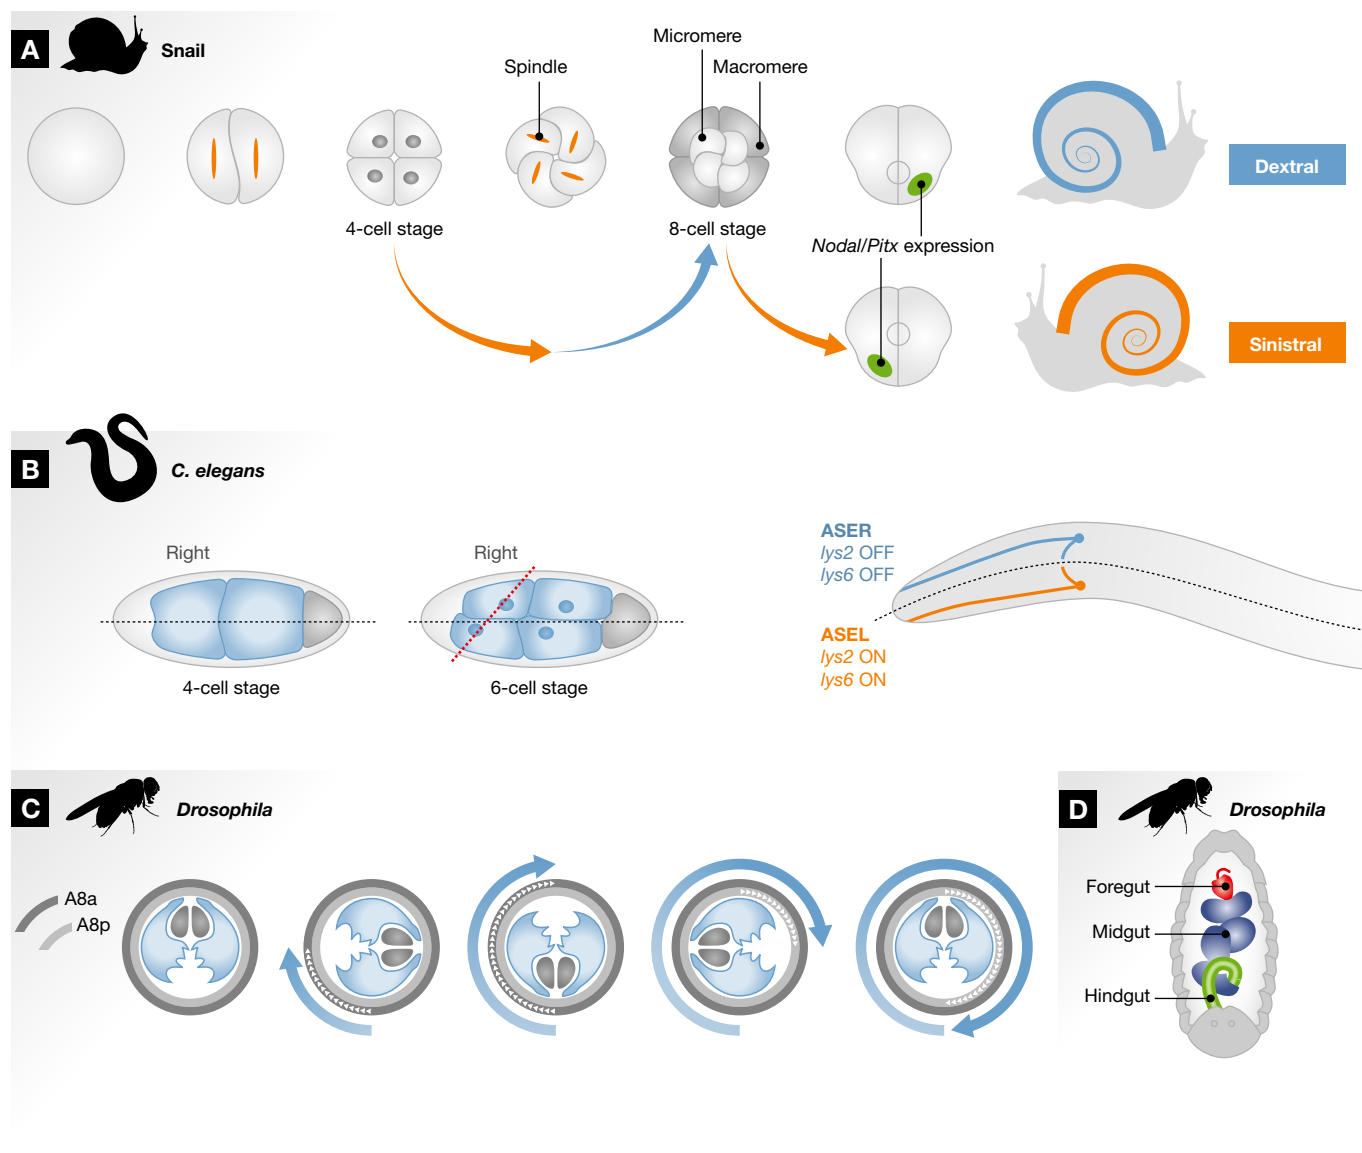 A
Snail
Micromere
Spindle
Macromere
4-cell stage
8-cell stage
Nodal/Pitx expression
Dextral
Sinistral
B
C. elegans
Right
4-cell stage
Right
6-cell stage
ASER
lys2 OFF
lys6 OFF
ASEL
lys2 ON
lys6 ON
C
Drosophila
A8a
A8p
D
Drosophila
Foregut
Midgut
Hindgut